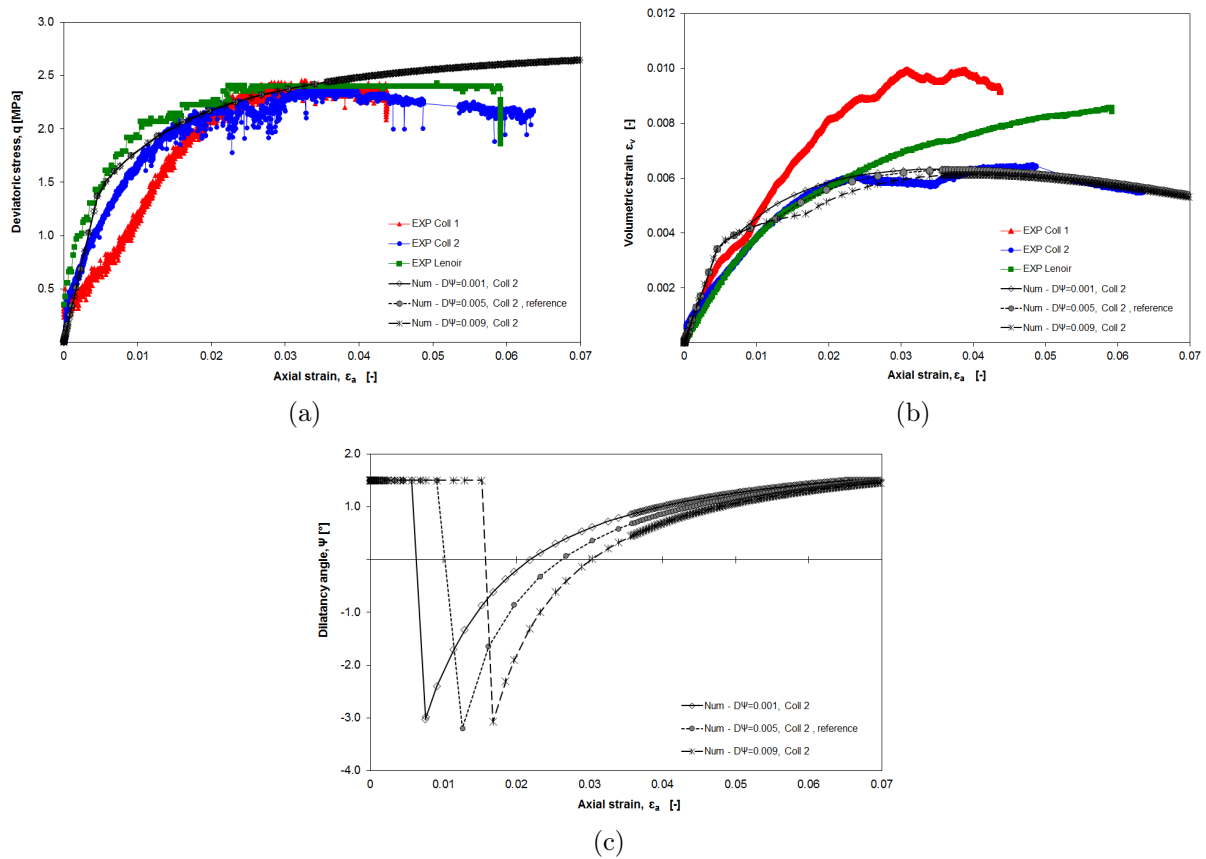 3.0
2.5
2.0
1.5
1.0
0.5
0 0.01 0.02 0.03 0.04 0.05 0.06 0.07
Deviatoric stress, q [MPa]
Axial strain, εa [-]
EXP Coll 1
EXP Coll 2
EXP Lenoir
Num - DΨ=0.001, Coll 2
Num - DΨ=0.005, Coll 2 , reference
Num - DΨ=0.009, Coll 2
(a)
0.012
0.010
0.008
0.006
0.004
0.002
0 0.01 0.02 0.03 0.04 0.05 0.06 0.07
Volumetric strain εv [-]
Axial strain, εa [-]
EXP Coll 1
EXP Coll 2
EXP Lenoir
Num - DΨ=0.001, Coll 2
Num - DΨ=0.005, Coll 2 , reference
Num - DΨ=0.009, Coll 2
(b)
2.0
1.0
-1.0
-2.0
-3.0
-4.0
0 0.01 0.02 0.03 0.04 0.05 0.06 0.07
Dilatancy angle, Ψ [°]
Axial strain, εa [-]
Num - DΨ=0.001, Coll 2
Num - DΨ=0.005, Coll 2 , reference
Num - DΨ=0.009, Coll 2
(c)